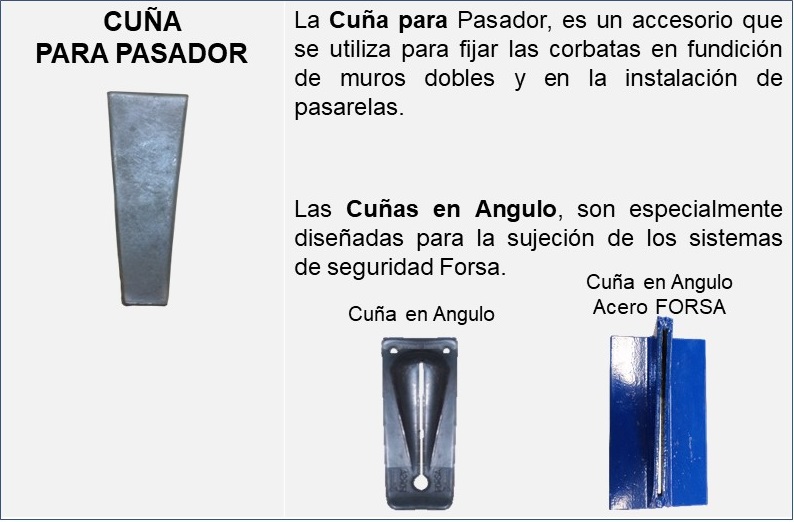 CUÑA
PARA PASADOR
La Cuña para Pasador, es un accesorio que
se utiliza para fijar las corbatas en fundición
de muros dobles y en la instalación de
pasarelas.
Las Cuñas en Angulo, son especialmente
diseñadas para la sujeción de los sistemas
de seguridad Forsa.
Cuña en Angulo
Cuña en Angulo
Acero FORSA